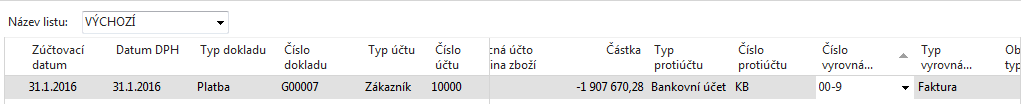 Název listu: VÝCHOZÍ
Zúčtovací datum Datum DPH Typ dokladu Číslo dokladu Typ účtu Číslo účtu cná účto ina zboží Částka Typ protiúčtu Číslo protiúčtu Číslo vyrovná... Typ vyrovná... Ob typ
31.1.2016 31.1.2016 Platba G00007 Zákazník 10000 -1 907 670,28 Bankovní účet KB 00-9 Faktura